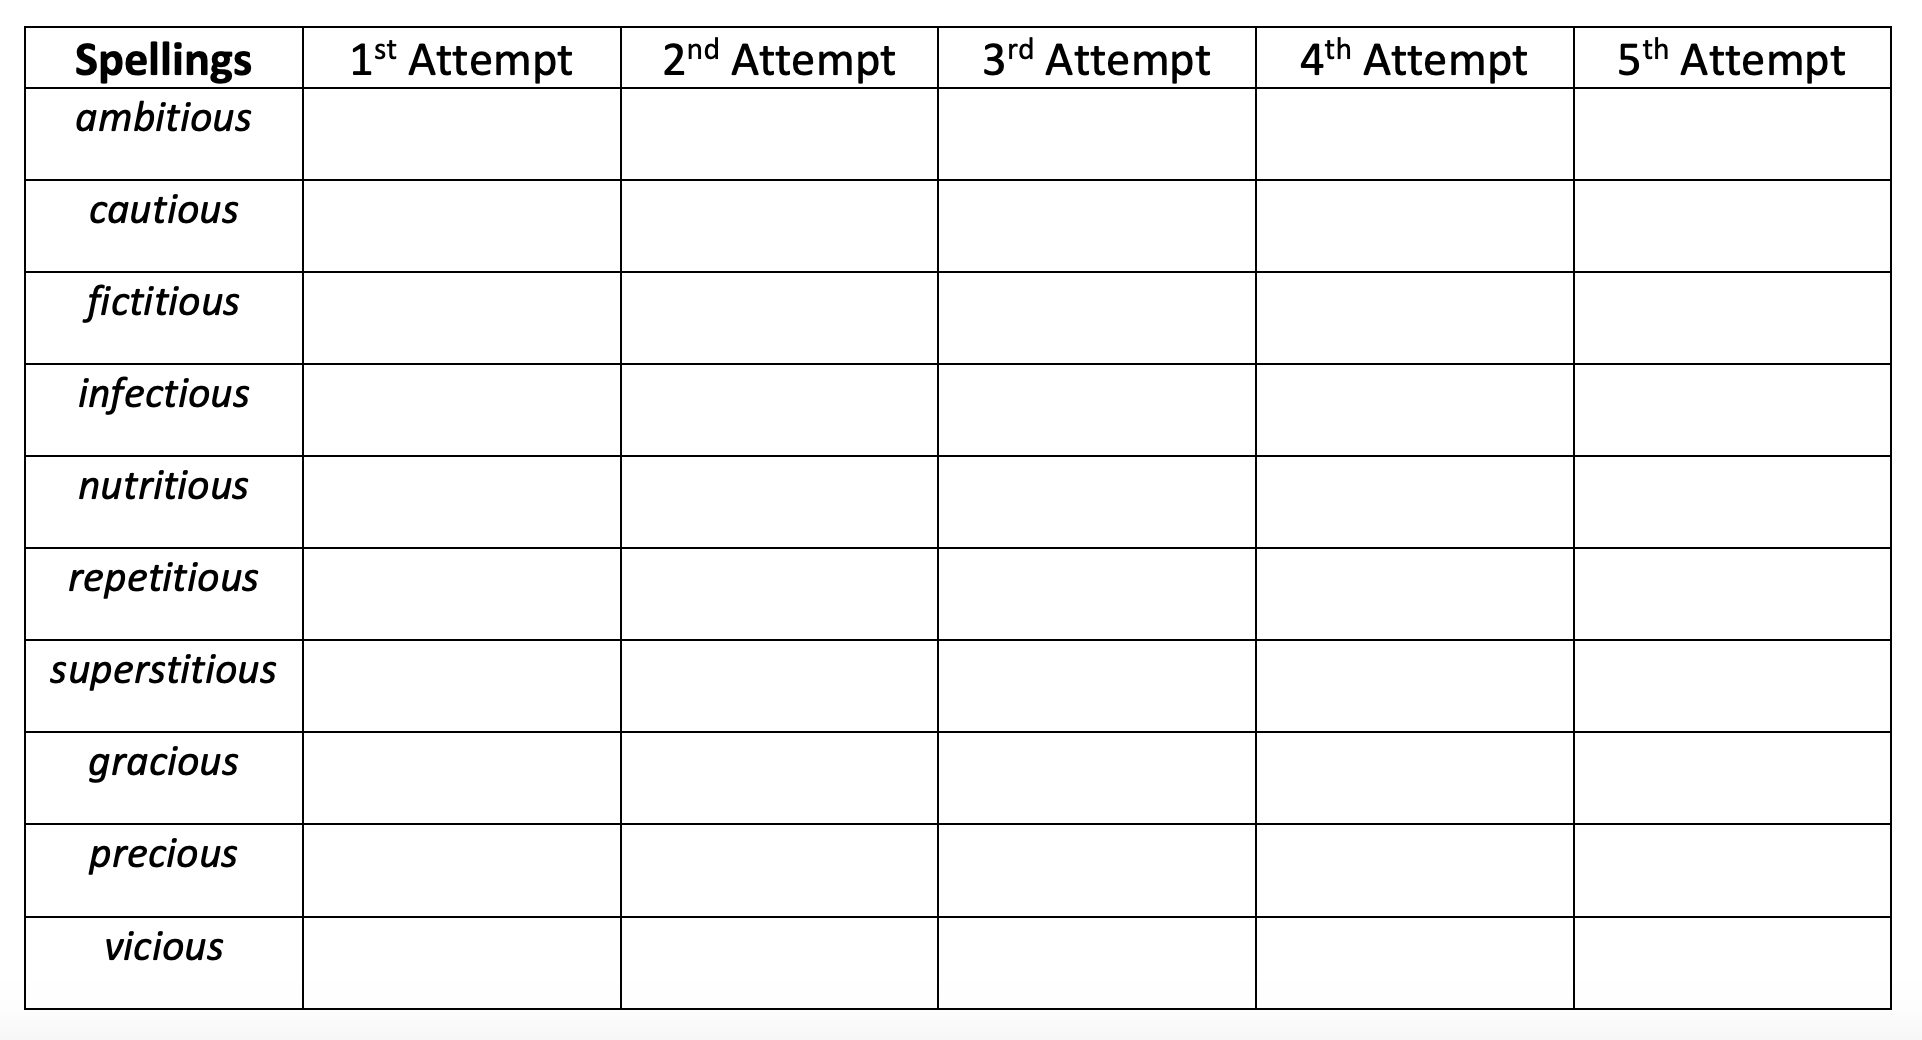 Spellings 1st Attempt 2nd Attempt 3rd Attempt 4th Attempt 5th Attempt
ambitious
cautious
fictitious
infectious
nutritious
repetitious
superstitious
gracious
precious
vicious